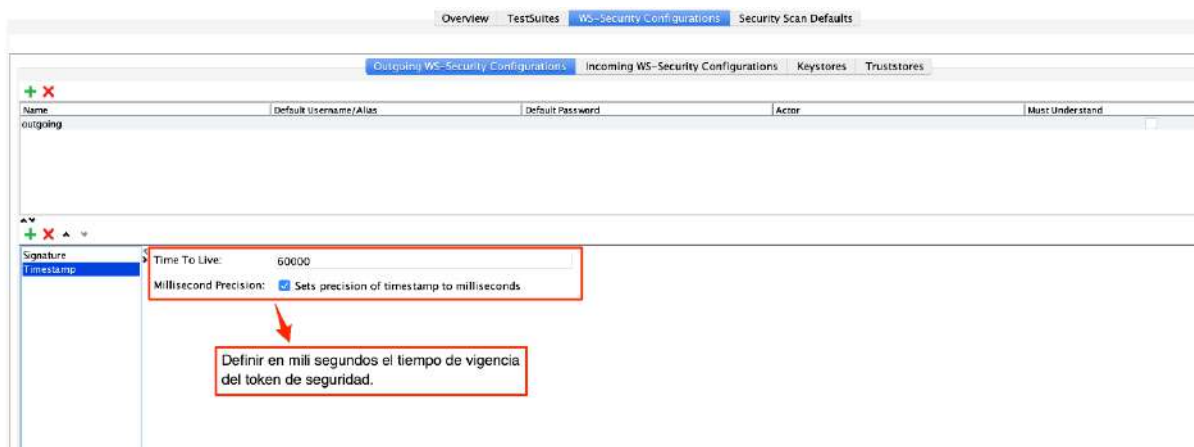 Overview TestSuites WS-Security Configurations Security Scan Defaults
Outgoing WS-Security Configurations Incoming WS-Security Configurations Keystores Truststores
Name Default Username/Alias Default Password Actor Must Understand
outgoing
Signature
Timestamp
Time To Live: 60000
Millisecond Precision: Sets precision of timestamp to milliseconds
Definir en mili segundos el tiempo de vigencia
del token de seguridad.